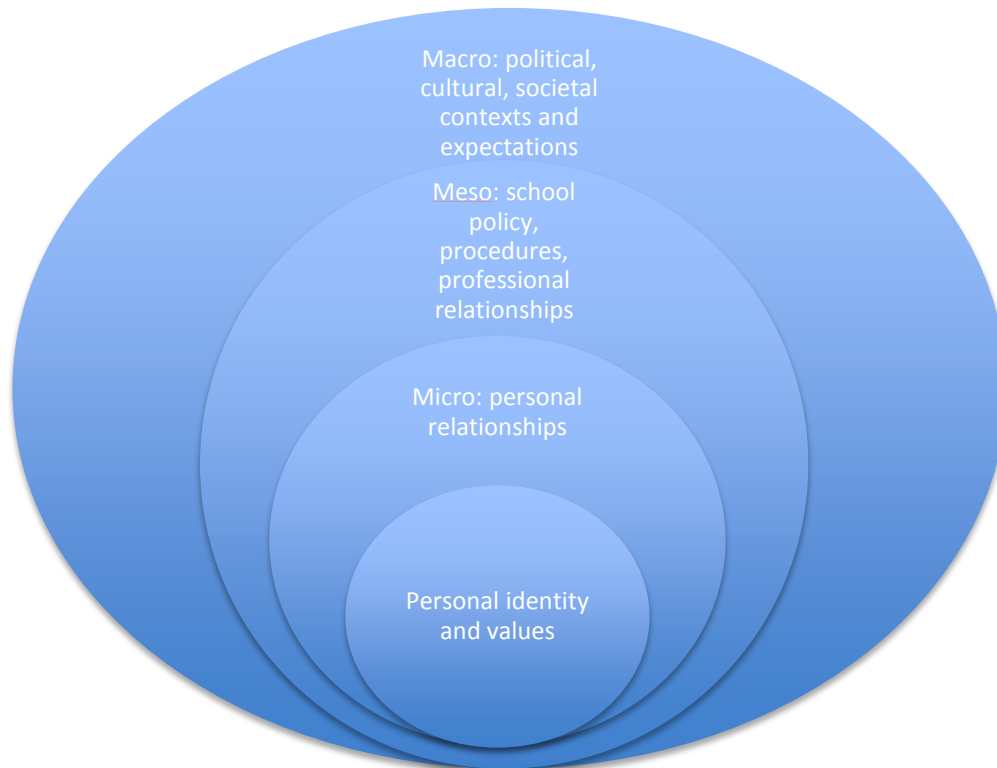 Macro: political,
cultural, societal
contexts and
expectations
Meso: school
policy,
procedures,
professional
relationships
Micro: personal
relationships
Personal identity
and values